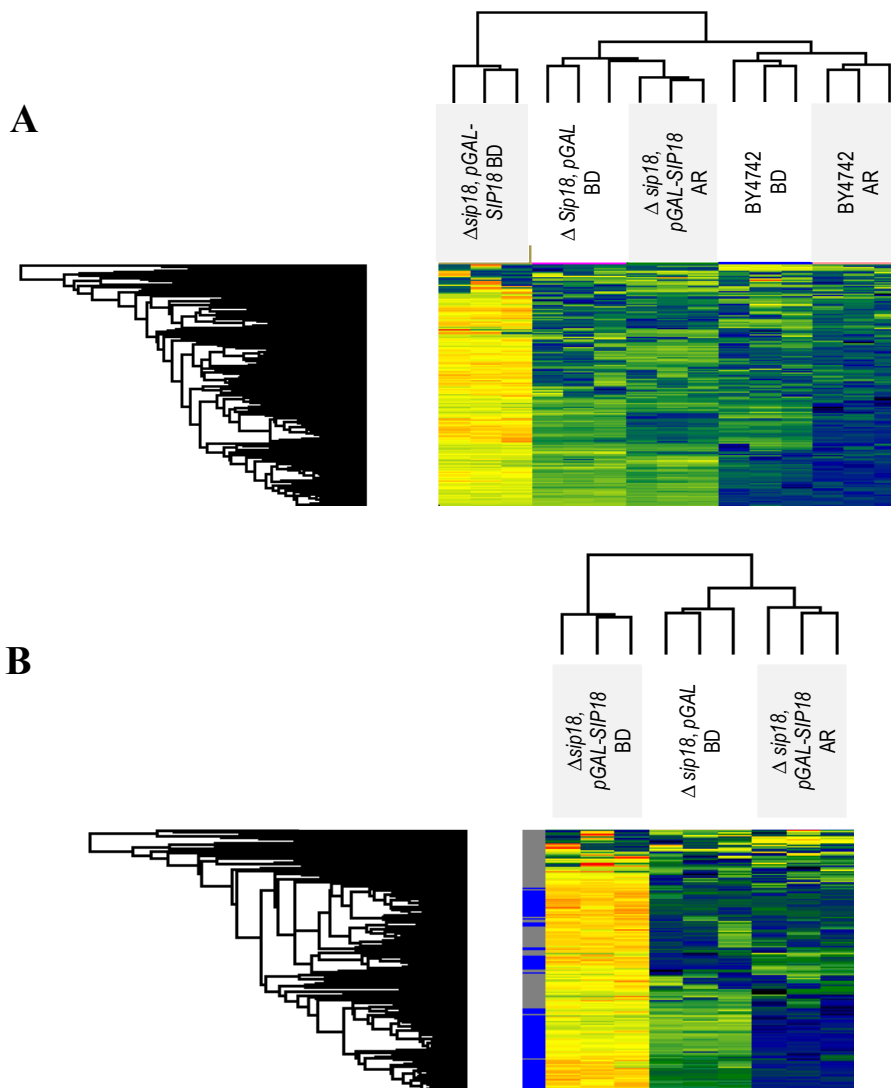 A
Δsip18, pGAL-
SIP18 BD
Δ Sip18, pGAL
BD
Δ sip18,
pGAL-SIP18
AR
BY4742
BD
BY4742
AR
B
Δsip18,
pGAL-SIP18
BD
Δ sip18, pGAL
BD
Δ sip18,
pGAL-SIP18
AR